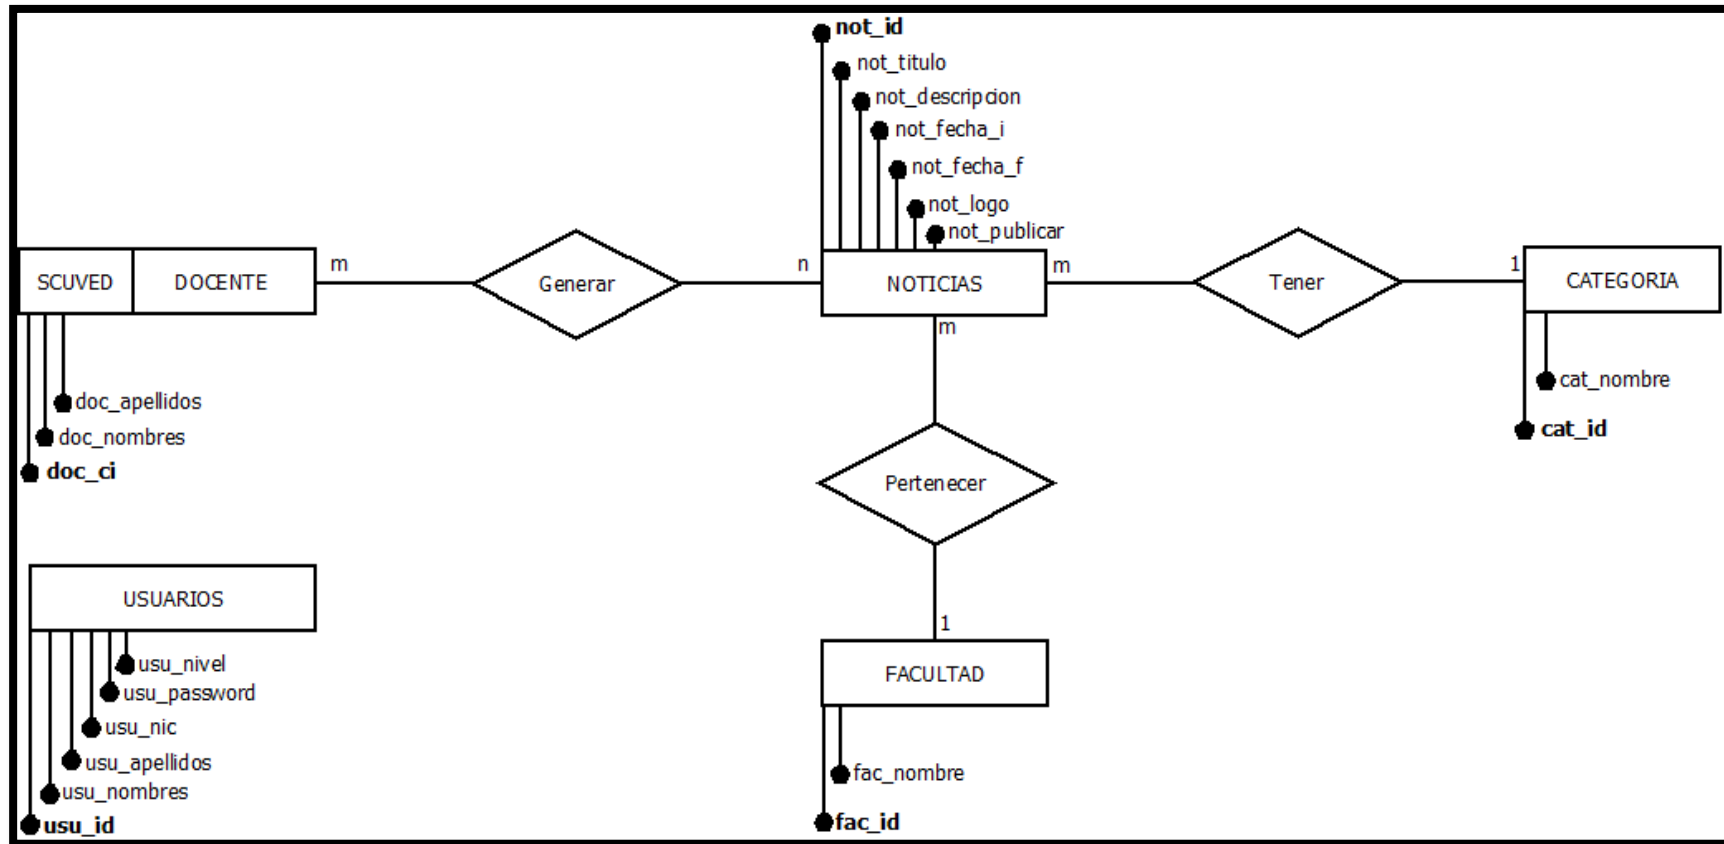 not_id
not_titulo
not_descripcion
not_fecha_i
not_fecha_f
not_logo
not_publicar
SCUVED
DOCENTE
m
Generar
n
NOTICIAS
m
Tener
1
CATEGORIA
doc_apellidos
doc_nombres
doc_ci
m
cat_nombre
cat_id
Pertenecer
1
USUARIOS
usu_nivel
usu_password
usu_nic
usu_apellidos
usu_nombres
usu_id
FACULTAD
fac_nombre
fac_id